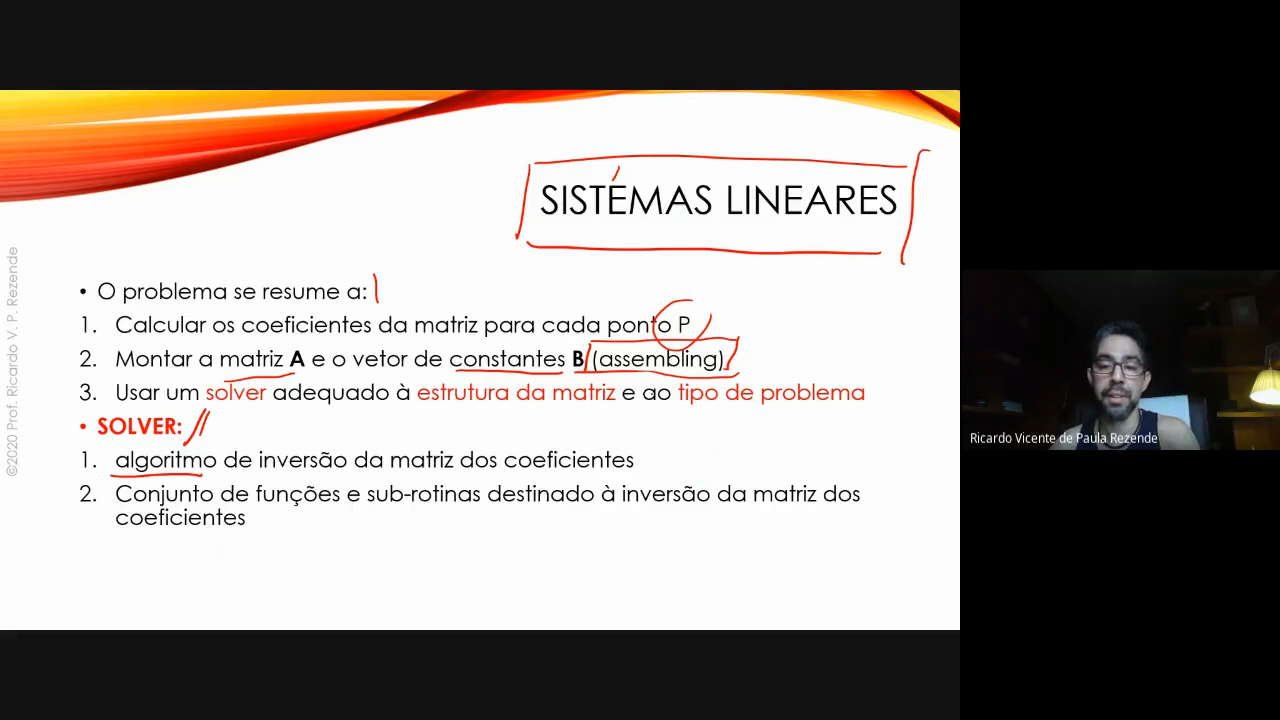 SISTEMAS LINEARES
• O problema se resume a:
1. Calcular os coeficientes da matriz para cada ponto P
2. Montar a matriz A e o vetor de constantes B (assembling)
3. Usar um solver adequado à estrutura da matriz e ao tipo de problema
• SOLVER:
1. algoritmo de inversão da matriz dos coeficientes
2. Conjunto de funções e sub-rotinas destinado à inversão da matriz dos
coeficientes
©2020 Prof. Ricardo V. P. Rezende
Ricardo Vicente de Paula Rezende